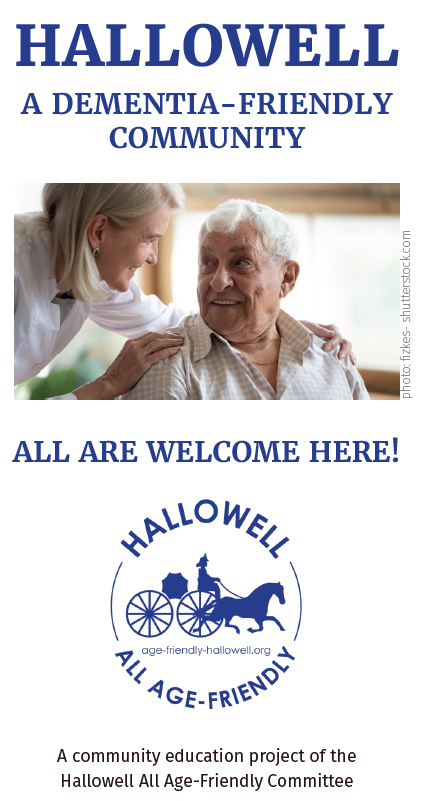 HALLOWELL
A DEMENTIA-FRIENDLY
COMMUNITY
photo: fizkes- shutterstock.com
ALL ARE WELCOME HERE!
HALLOWELL
age-friendly-hallowell.org
ALL AGE-FRIENDLY
A community education project of the
Hallowell All Age-Friendly Committee